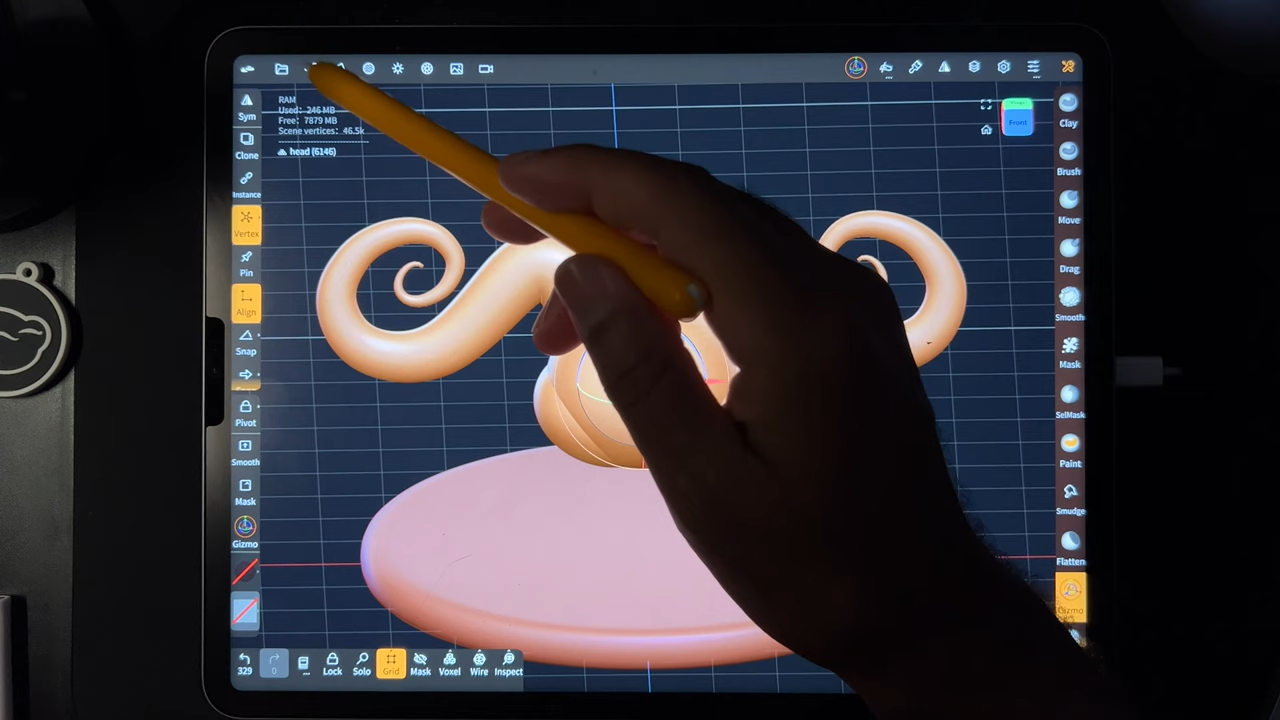 RAM
Used: 246 MB
Free: 7879 MB
Scene vertices: 46.5k
head (6146)
Front
Sym
Clone
Instance
Vertex
Pin
Align
Snap
Pivot
Smooth
Mask
Gizmo
Clay
Brush
Move
Drag
Smooth
Mask
SelMask
Paint
Smudge
Flatten
Gizmo
329
0
...
Lock
Solo
Grid
Mask
Voxel
Wire
Inspect